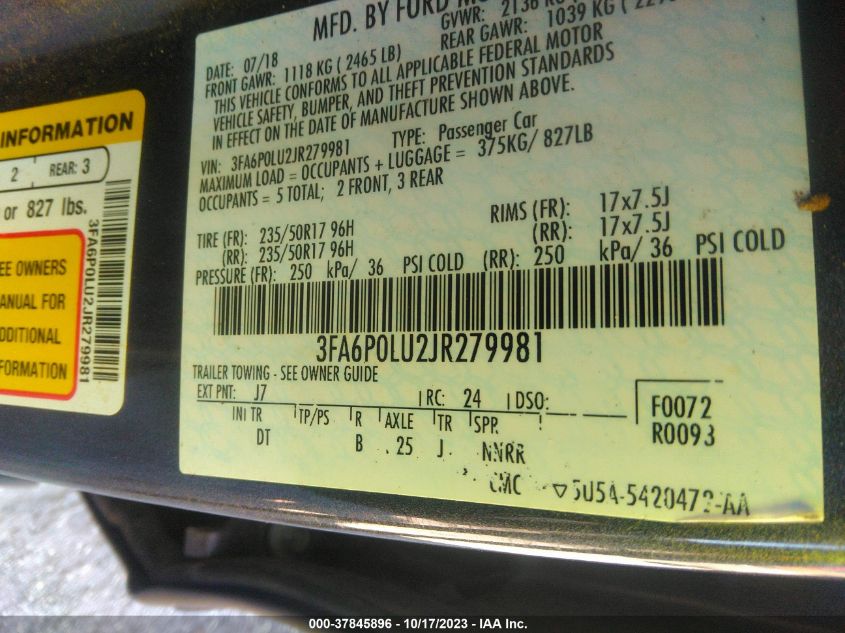 INFORMATION
2 REAR: 3
or 827 lbs.
EE OWNERS
ANUAL FOR
DDITIONAL
FORMATION
3FA6P0LU2JR279981
MFD. BY FORD
GVWR: 2136
DATE: 07/18
FRONT GAWR: 1118 KG ( 2465 LB) REAR GAWR: 1039 KG
THIS VEHICLE CONFORMS TO ALL APPLICABLE FEDERAL MOTOR
VEHICLE SAFETY, BUMPER, AND THEFT PREVENTION STANDARDS
IN EFFECT ON THE DATE OF MANUFACTURE SHOWN ABOVE.
VIN: 3FA6P0LU2JR279981 TYPE: Passenger Car
MAXIMUM LOAD = OCCUPANTS + LUGGAGE = 375KG/ 827LB
OCCUPANTS = 5 TOTAL; 2 FRONT, 3 REAR
TIRE (FR): 235/50R17 96H RIMS (FR): 17x7.5J
(RR): 235/50R17 96H (RR): 17x7.5J
PRESSURE (FR): 250 kPa/ 36 PSI COLD (RR): 250 kPa/ 36 PSI COLD
3FA6P0LU2JR279981
TRAILER TOWING - SEE OWNER GUIDE
EXT PNT: J7 RC: 24 DSO: F0072
INT TR TP/PS R AXLE TR SPR R0093
DT B 25 J NNRR
CMC ▽5U5A-5420472-AA
000-37845896 - 10/17/2023 - IAA Inc.